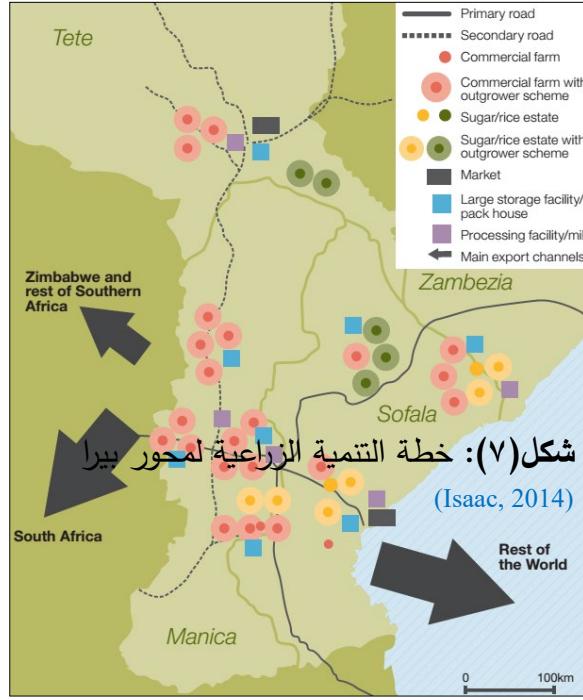 Tete
Primary road
Secondary road
Commercial farm
Commercial farm with
outgrower scheme
Sugar/rice estate
Sugar/rice estate with
outgrower scheme
Market
Large storage facility/
pack house
Processing facility/mil
Main export channels
Zimbabwe and
rest of Southern
Africa
Zambezia
Sofala
شكل(٧): خطة التنمية الزراعية لمحور بيرا
(Isaac, 2014)
South Africa
Rest of
the World
Manica
0 100km